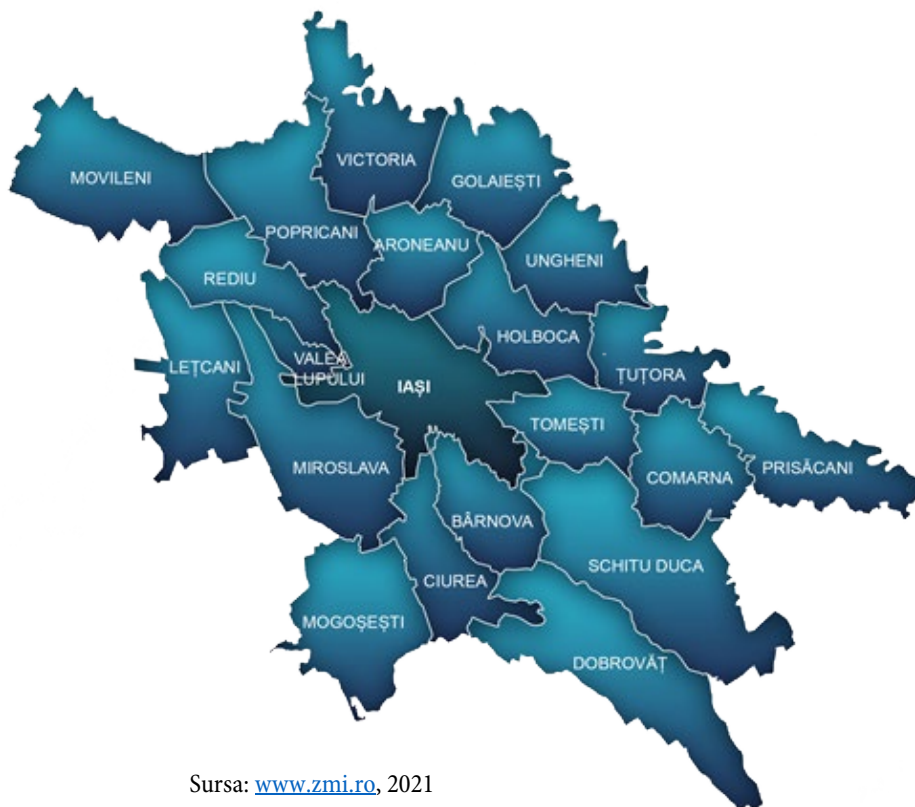 VICTORIA
MOVILENI
GOLAIEȘTI
POPRICANI
ARONEANU
UNGHENI
REDIU
HOLBOCA
VALEA
LUPULUI
LEȚCANI
ȚUȚORA
IAȘI
TOMEȘTI
MIROSLAVA
COMARNA
PRISĂCANI
BÂRNOVA
SCHITU DUCA
CIUREA
MOGOȘEȘTI
DOBROVĂȚ
Sursa: www.zmi.ro, 2021